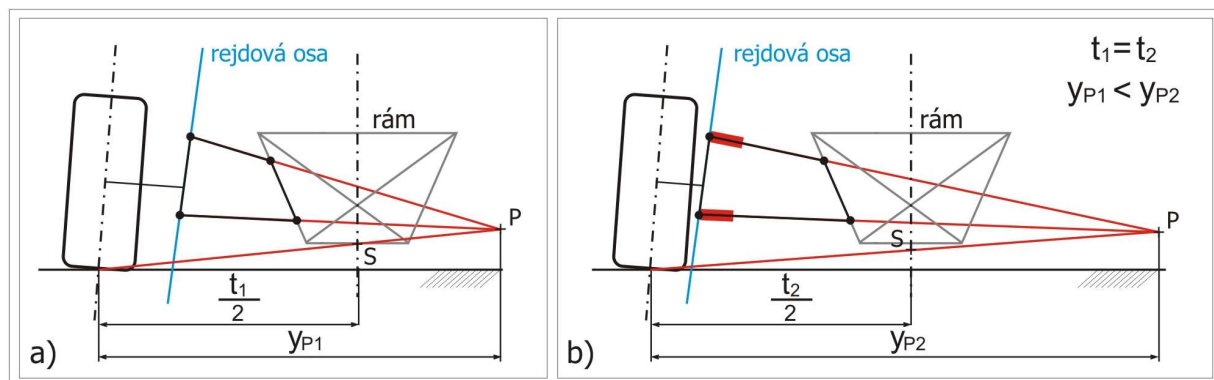 rejdová osa
rám
P
S
t1
2
yP1
a)
rejdová osa
t1=t2
yP1 < yP2
rám
P
S
t2
2
yP2
b)